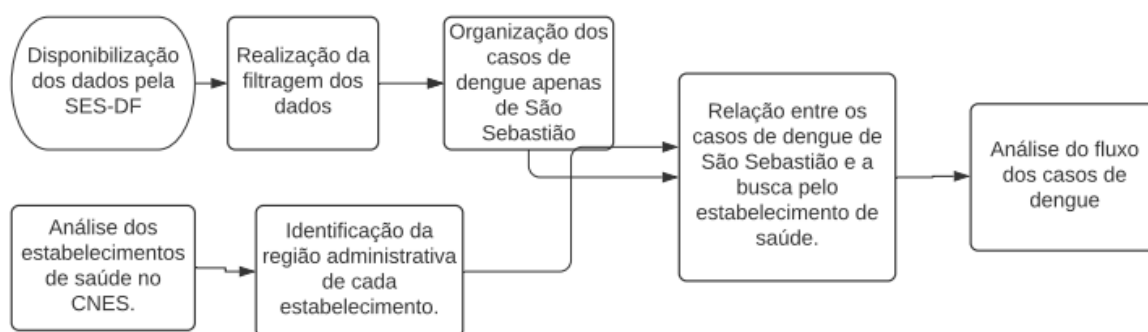 Disponibilização
dos dados pela
SES-DF
Realização da
filtragem dos
dados
Organização dos
casos de
dengue apenas
de São
Sebastião
Relação entre os
casos de dengue de
São Sebastião e a
busca pelo
estabelecimento de
saúde.
Análise do fluxo
dos casos de
dengue
Análise dos
estabelecimentos
de saúde no
CNES.
Identificação da
região administrativa
de cada
estabelecimento.